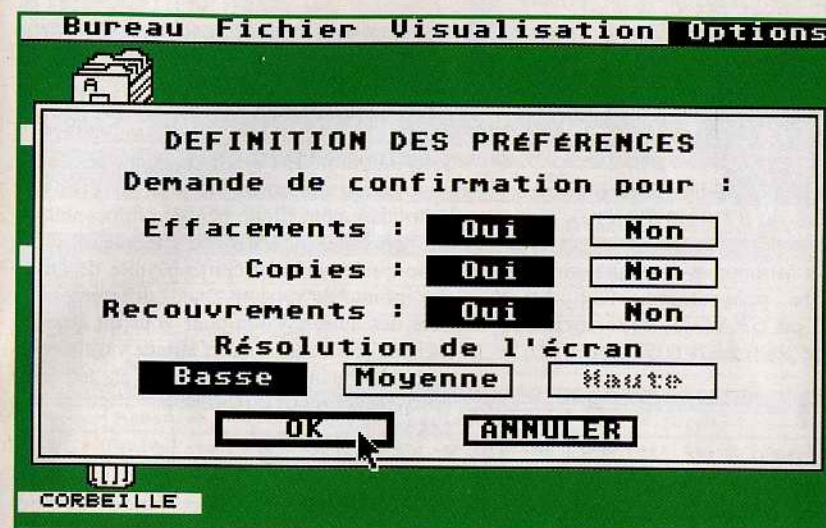 Bureau Fichier Visualisation Options
A
DEFINITION DES PRéFéRENCES
Demande de confirmation pour :
Effacements : Oui Non
Copies : Oui Non
Recouvrements : Oui Non
Résolution de l'écran
Basse Moyenne Haute
OK ANNULER
CORBEILLE